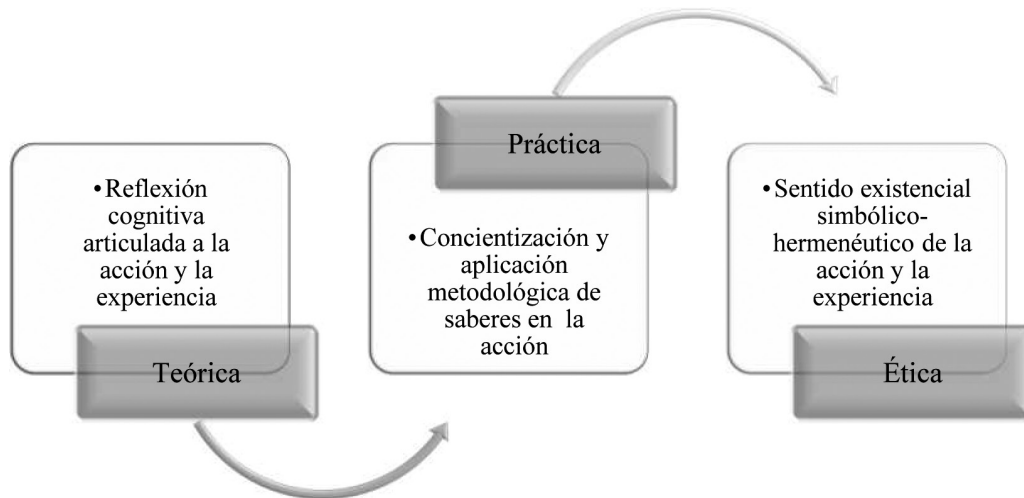 •Reflexión
cognitiva
articulada a la
acción y la
experiencia
Teórica
Práctica
•Concientización y
aplicación
metodológica de
saberes en la
acción
•Sentido existencial
simbólico-
hermenéutico de la
acción y la
experiencia
Ética